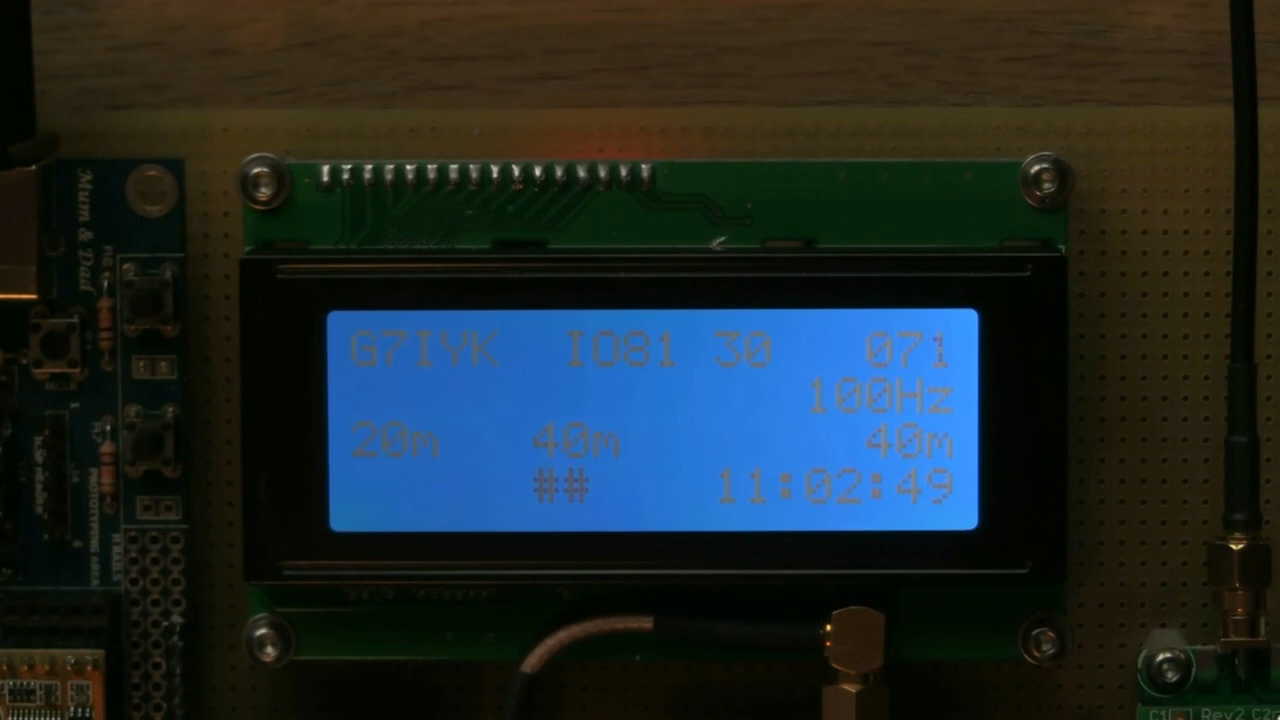 G7IYK IO81 30 071
100Hz
20m 40m 40m
## 11:02:49
Mum & Dad
PROTOTYPING AREA